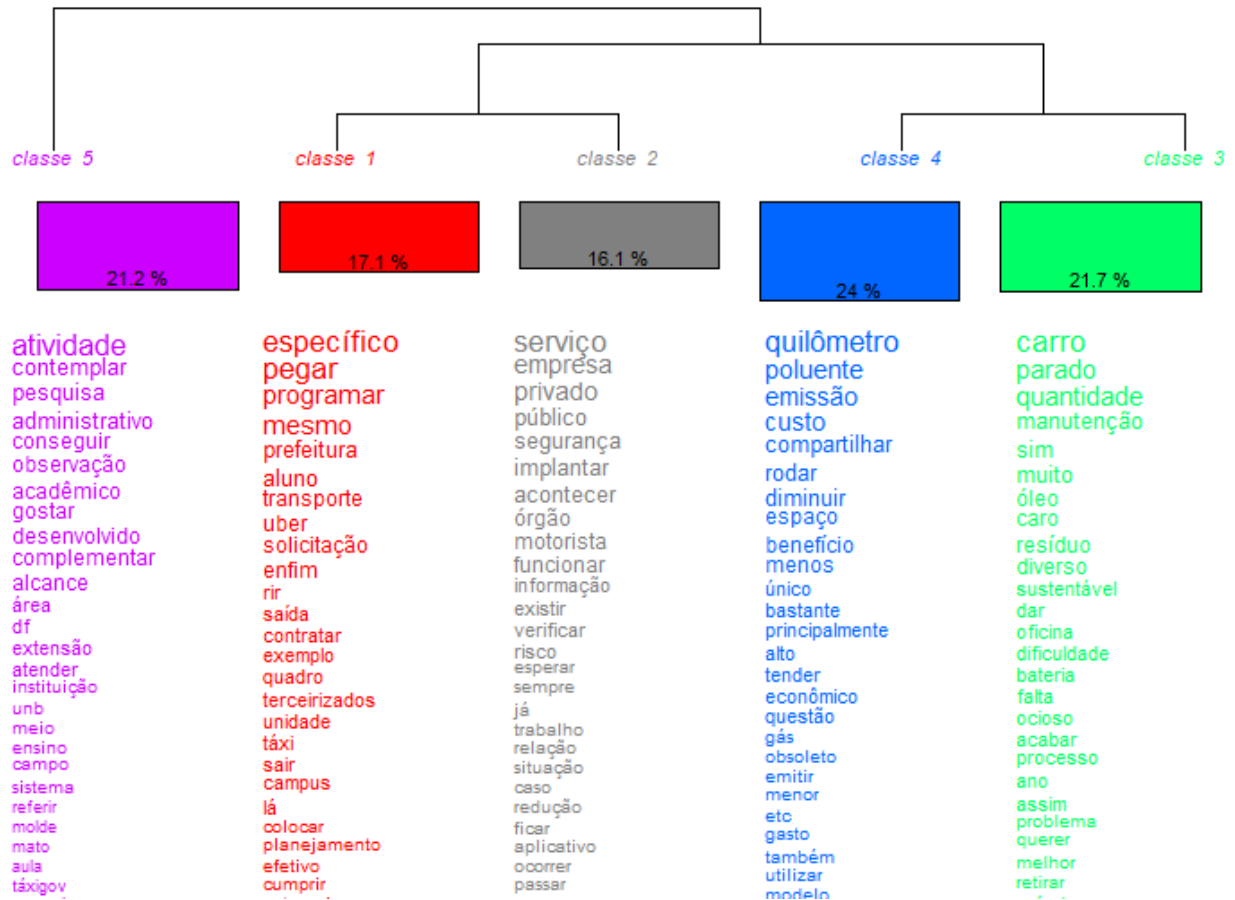 classe 5
classe 1
classe 2
classe 4
classe 3
21.2 %
17.1 %
16.1 %
24 %
21.7 %
atividade
contemplar
pesquisa
administrativo
conseguir
observação
acadêmico
gostar
desenvolvido
complementar
alcance
área
df
extensão
atender
instituição
unb
meio
ensino
campo
sistema
referir
molde
mato
aula
táxigov
específico
pegar
programar
mesmo
prefeitura
aluno
transporte
uber
solicitação
enfim
rir
saída
contratar
exemplo
quadro
terceirizados
unidade
táxi
sair
campus
lá
colocar
planejamento
efetivo
cumprir
serviço
empresa
privado
público
segurança
implantar
acontecer
órgão
motorista
funcionar
informação
existir
verificar
risco
esperar
sempre
já
trabalho
relação
situação
caso
redução
ficar
aplicativo
ocorrer
passar
quilômetro
poluente
emissão
custo
compartilhar
rodar
diminuir
espaço
benefício
menos
único
bastante
principalmente
alto
tender
econômico
questão
gás
obsoleto
emitir
menor
etc
gasto
também
utilizar
modelo
carro
parado
quantidade
manutenção
sim
muito
óleo
caro
resíduo
diverso
sustentável
dar
oficina
dificuldade
bateria
falta
ocioso
acabar
processo
ano
assim
problema
querer
melhor
retirar